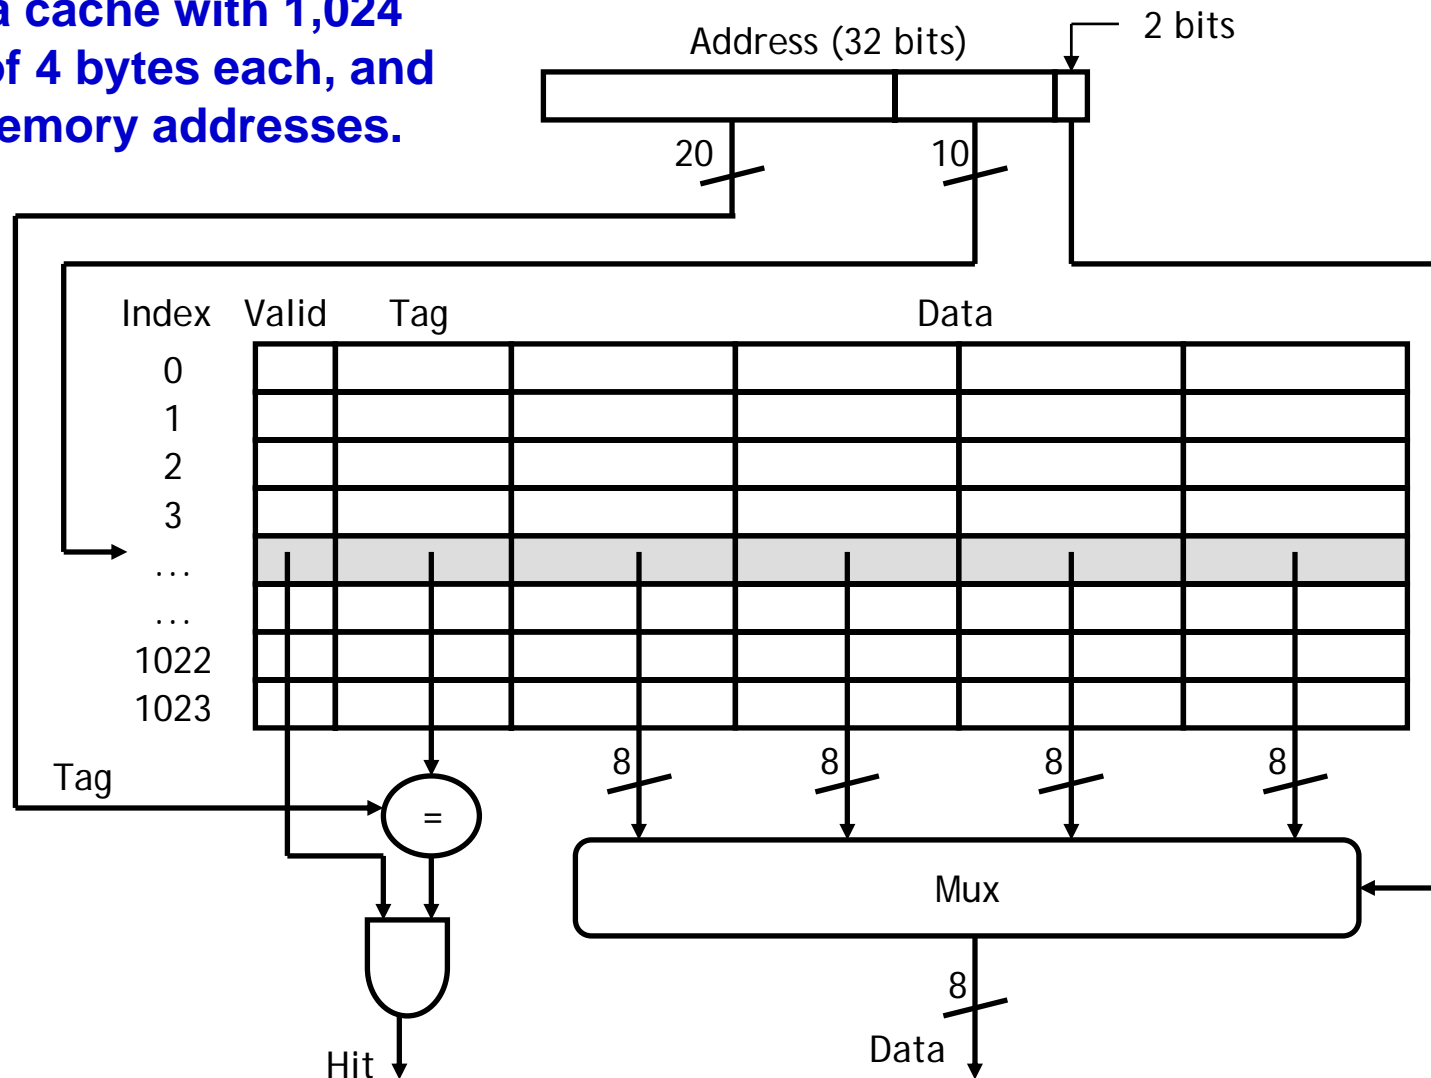 a cache with 1,024
of 4 bytes each, and
emory addresses.
Address (32 bits)
2 bits
20
10
Index Valid Tag Data
0
1
2
3
...
...
1022
1023
Tag
8 8 8 8
=
Mux
8
Hit
Data